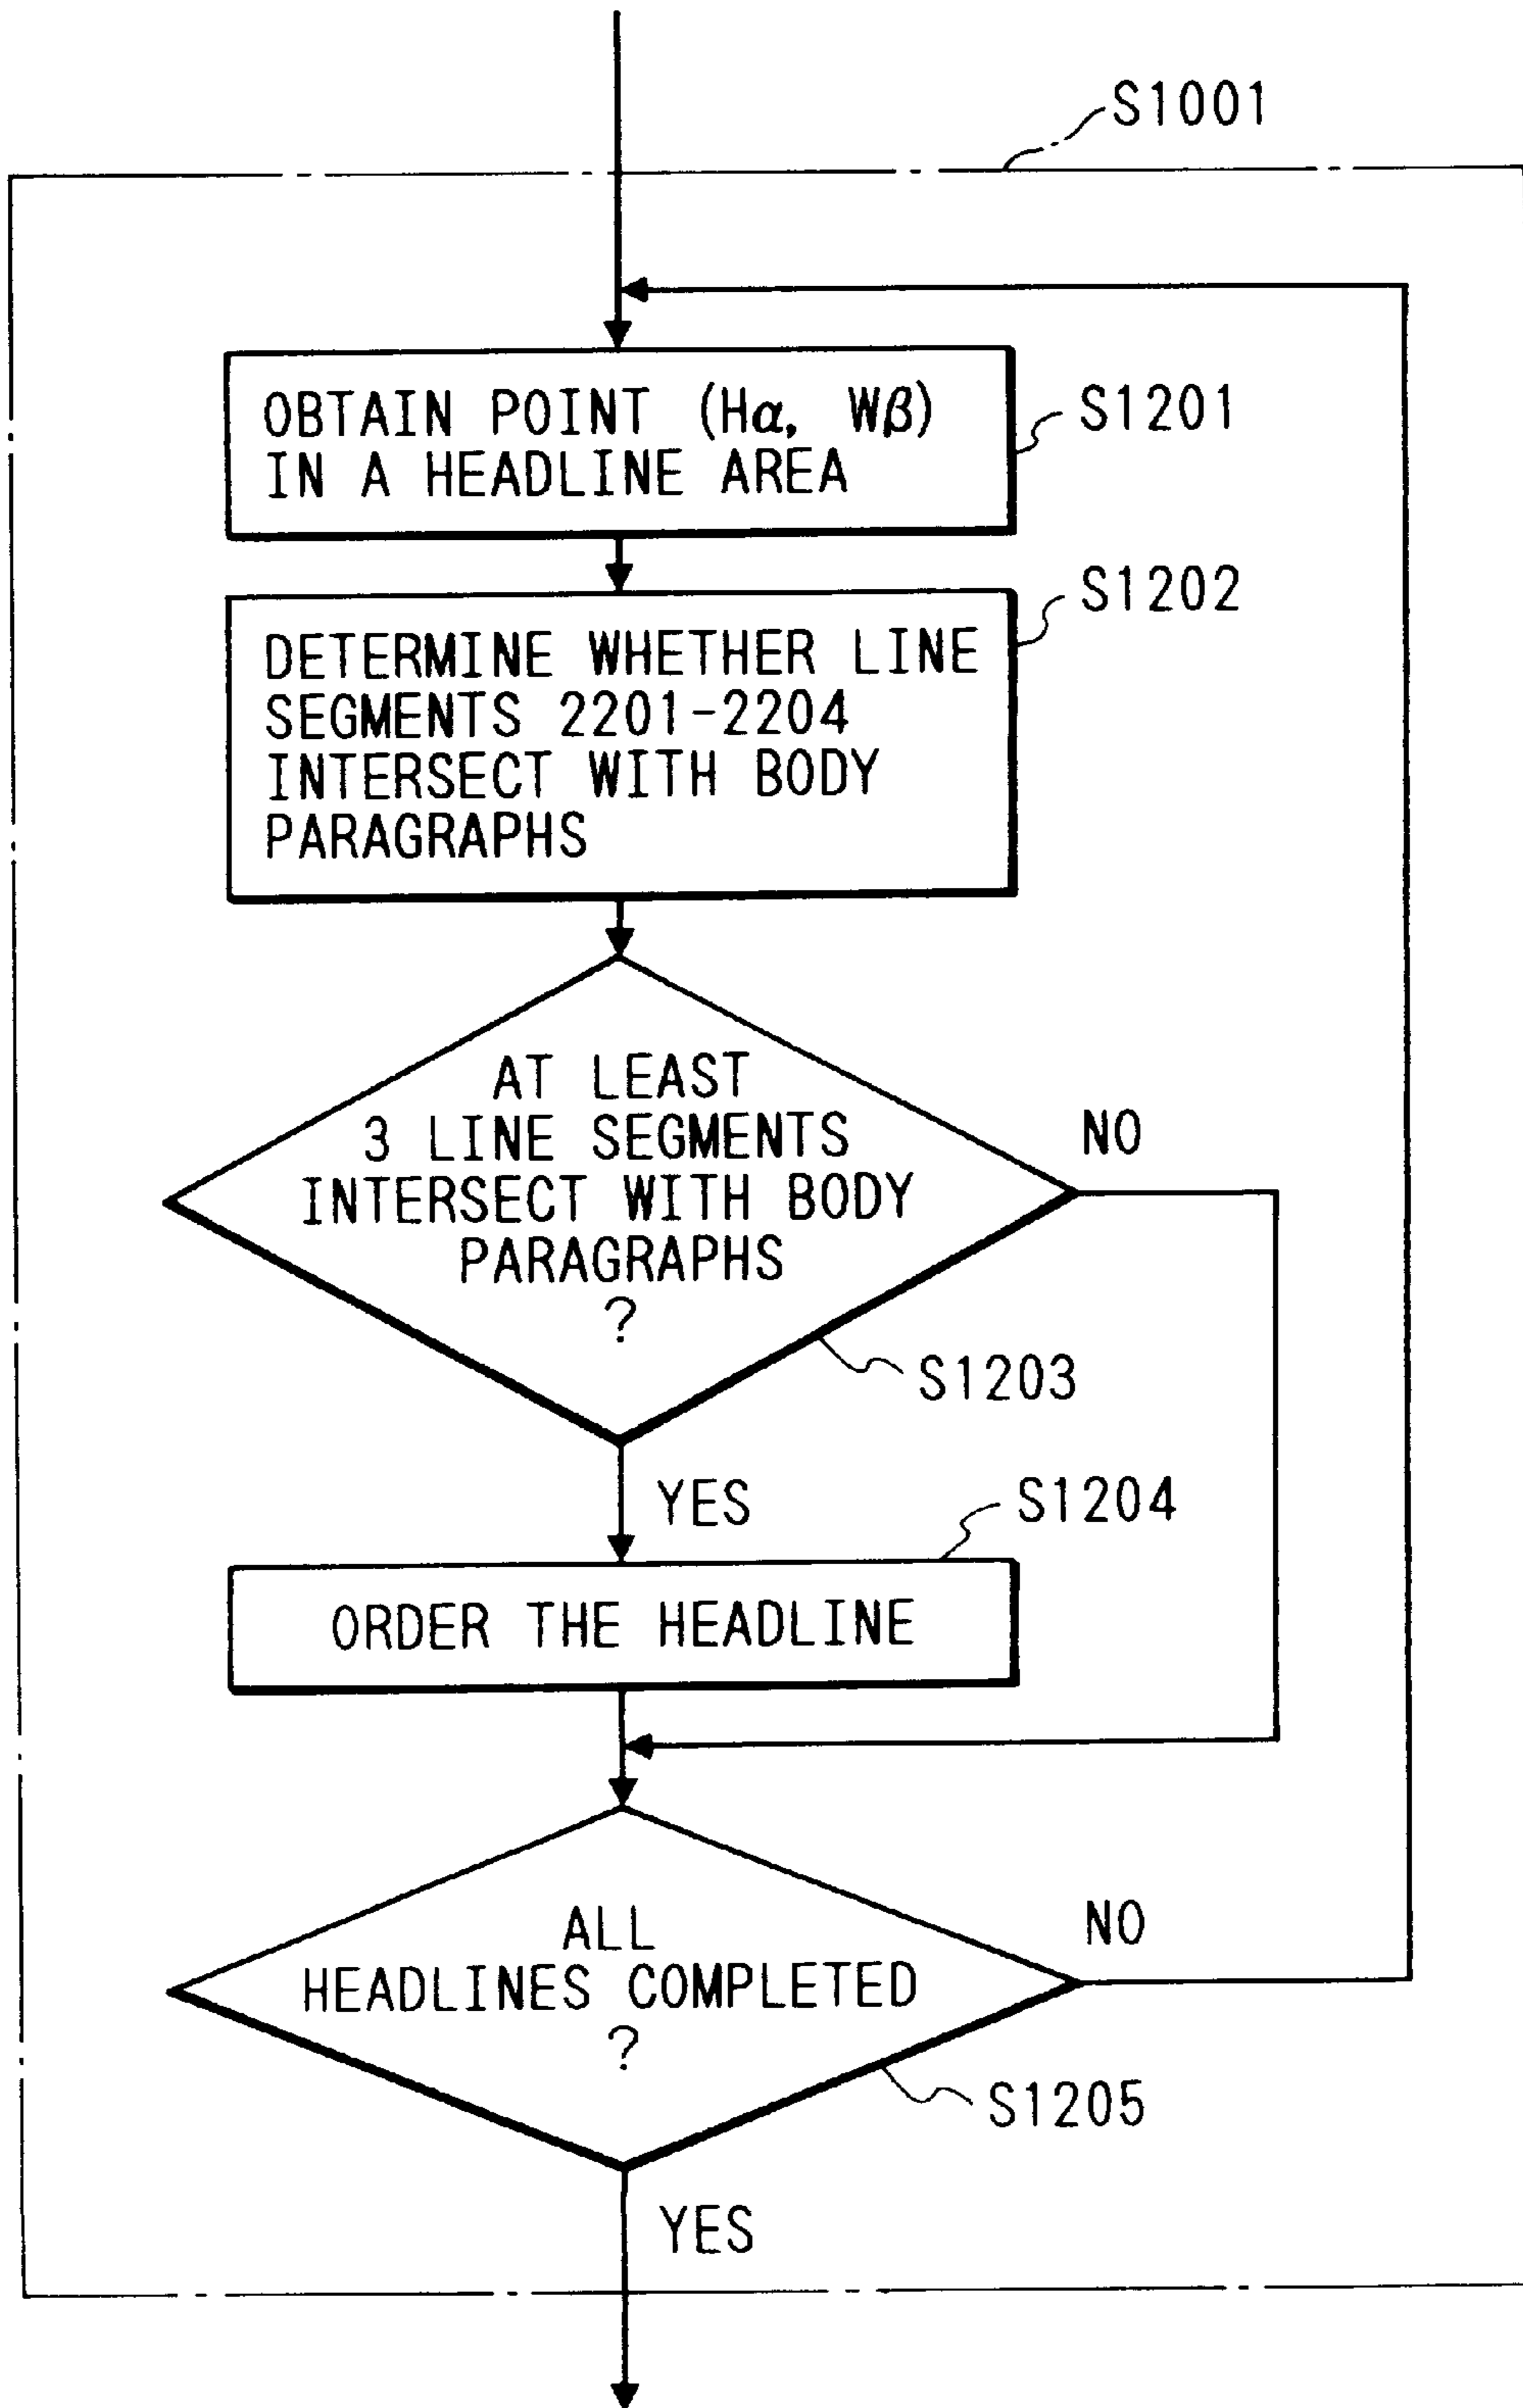 S1001
OBTAIN POINT (Hα, Wβ)
IN A HEADLINE AREA
S1201
S1202
DETERMINE WHETHER LINE
SEGMENTS 2201-2204
INTERSECT WITH BODY
PARAGRAPHS
AT LEAST
3 LINE SEGMENTS
INTERSECT WITH BODY
PARAGRAPHS
?
NO
S1203
YES
S1204
ORDER THE HEADLINE
ALL
HEADLINES COMPLETED
?
NO
S1205
YES